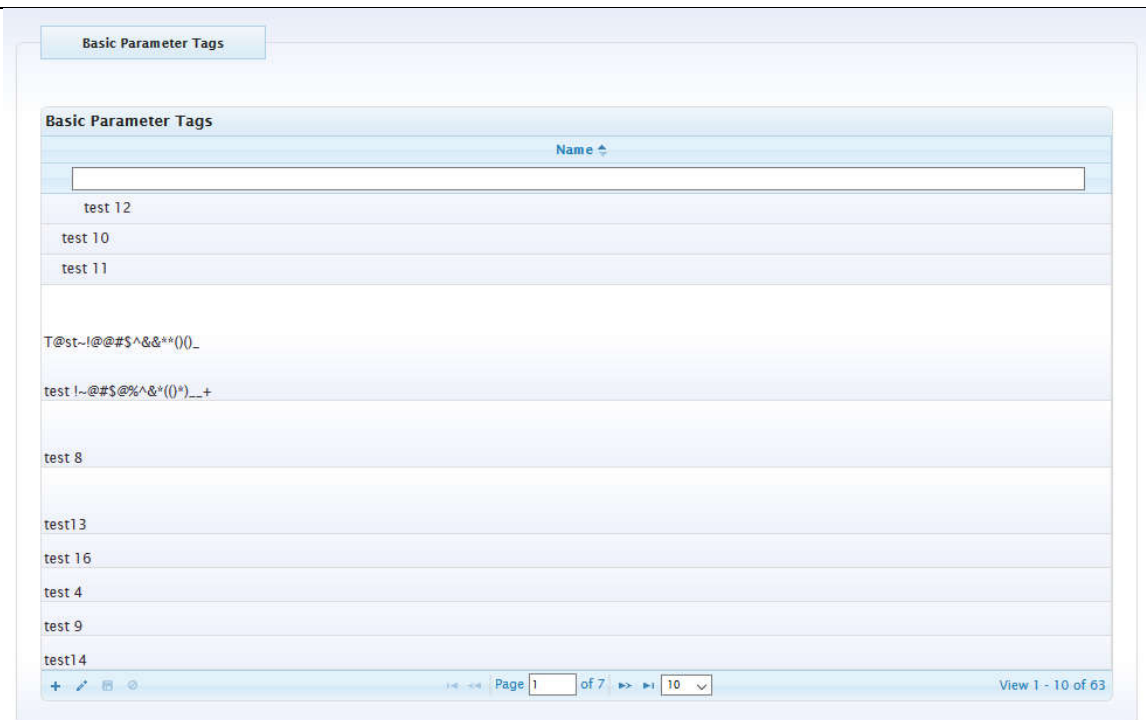 Basic Parameter Tags
Basic Parameter Tags
Name
test 12
test 10
test 11
T@st~!@@#$^&&**()()_
test !~@#$@%^&*(()*)__+
test 8
test13
test 16
test 4
test 9
test14
Page 1 of 7 10 View 1 - 10 of 63